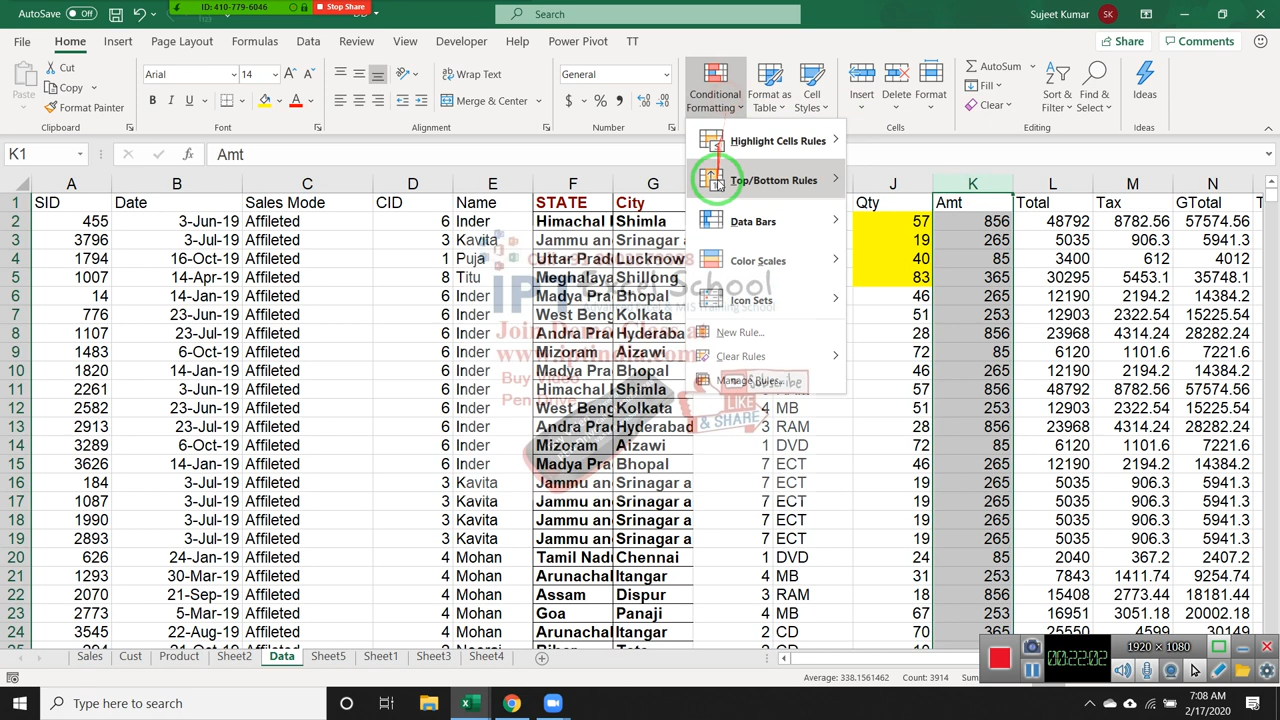 AutoSave Off ID: 410-779-6046 Stop Share Search Sujeet Kumar SK
File Home Insert Page Layout Formulas Data Review View Developer Help Power Pivot TT Share Comments
Paste Cut Copy Format Painter Clipboard
Arial 14 A A B I U A Font
Wrap Text Merge & Center Alignment
General $ % , Number
Conditional Formatting Format as Table Cell Styles
Insert Delete Format Cells
AutoSum Fill Clear Sort & Filter Find & Select Editing
Ideas Ideas
K1 fx Amt
Highlight Cells Rules
Top/Bottom Rules
Data Bars
Color Scales
Icon Sets
New Rule...
Clear Rules
Manage Rules...
A B C D E F G J K L M N
1 SID Date Sales Mode CID Name STATE City Qty Amt Total Tax GTotal T
2 455 3-Jun-19 Affileted 6 Inder Himachal Shimla 57 856 48792 8782.56 57574.56
3 3796 3-Jul-19 Affileted 3 Kavita Jammu an Srinagar a 19 265 5035 906.3 5941.3
4 1794 16-Oct-19 Affileted 1 Puja Uttar Prad Lucknow 40 85 3400 612 4012
5 1007 14-Apr-19 Affileted 8 Titu Meghalaya Shillong 83 365 30295 5453.1 35748.1
6 14 Affileted 6 Inder Madya Pra Bhopal 46 265 12190 2194.2 14384.2
7 315 Affileted 6 Inder West Beng Kolkata 51 253 12903 2322.54 15225.54
8 1107 Affileted 6 Inder Andra Pra Hyderaba 28 856 23968 4314.24 28282.24
9 1483 Affileted 6 Inder Mizoram Aizawi 72 85 6120 1101.6 7221.6
10 1820 Affileted 6 Inder Madya Pra Bhopal 46 265 12190 2194.2 14384.2
11 2261 Affileted 6 Inder Himachal Shimla 57 856 48792 8782.56 57574.56
12 2582 Affileted 6 Inder West Beng Kolkata 4 MB 51 253 12903 2322.54 15225.54
13 2913 Affileted 6 Inder Andra Pra Hyderabad 3 RAM 28 856 23968 4314.24 28282.24
14 3289 6-Oct-19 Affileted 6 Inder Mizoram Aizawi 1 DVD 72 85 6120 1101.6 7221.6
15 3626 14-Jan-19 Affileted 6 Inder Madya Pra Bhopal 7 ECT 46 265 12190 2194.2 14384.2
16 184 3-Jul-19 Affileted 3 Kavita Jammu an Srinagar a 7 ECT 19 265 5035 906.3 5941.3
17 1087 3-Jul-19 Affileted 3 Kavita Jammu an Srinagar a 7 ECT 19 265 5035 906.3 5941.3
18 1990 3-Jul-19 Affileted 3 Kavita Jammu an Srinagar a 7 ECT 19 265 5035 906.3 5941.3
19 2893 3-Jul-19 Affileted 3 Kavita Jammu an Srinagar a 7 ECT 19 265 5035 906.3 5941.3
20 626 24-Jan-19 Affileted 4 Mohan Tamil Nad Chennai 1 DVD 24 85 2040 367.2 2407.2
21 1293 30-Mar-19 Affileted 4 Mohan Arunachal Itangar 4 MB 31 253 7843 1411.74 9254.74
22 2070 21-Sep-19 Affileted 4 Mohan Assam Dispur 3 RAM 18 856 15408 2773.44 18181.44
23 2773 5-Mar-19 Affileted 4 Mohan Goa Panaji 4 MB 67 253 16951 3051.18 20002.18
24 3545 22-Aug-19 Affileted 4 Mohan Arunachal Itangar 2 CD 70 365 25550 4599 30149
IPT Excel School
MIS Training School
www.iptindia.com
Buy Video
Pen Drive
Subscribe
LIKE
& SHARE
Sales Cust Product Sheet2 Data Sheet5 Sheet1 Sheet3 Sheet4
Average: 338.1561462 Count: 3914
00:22:02 1920 × 1080
Type here to search
7:08 AM
2/17/2020